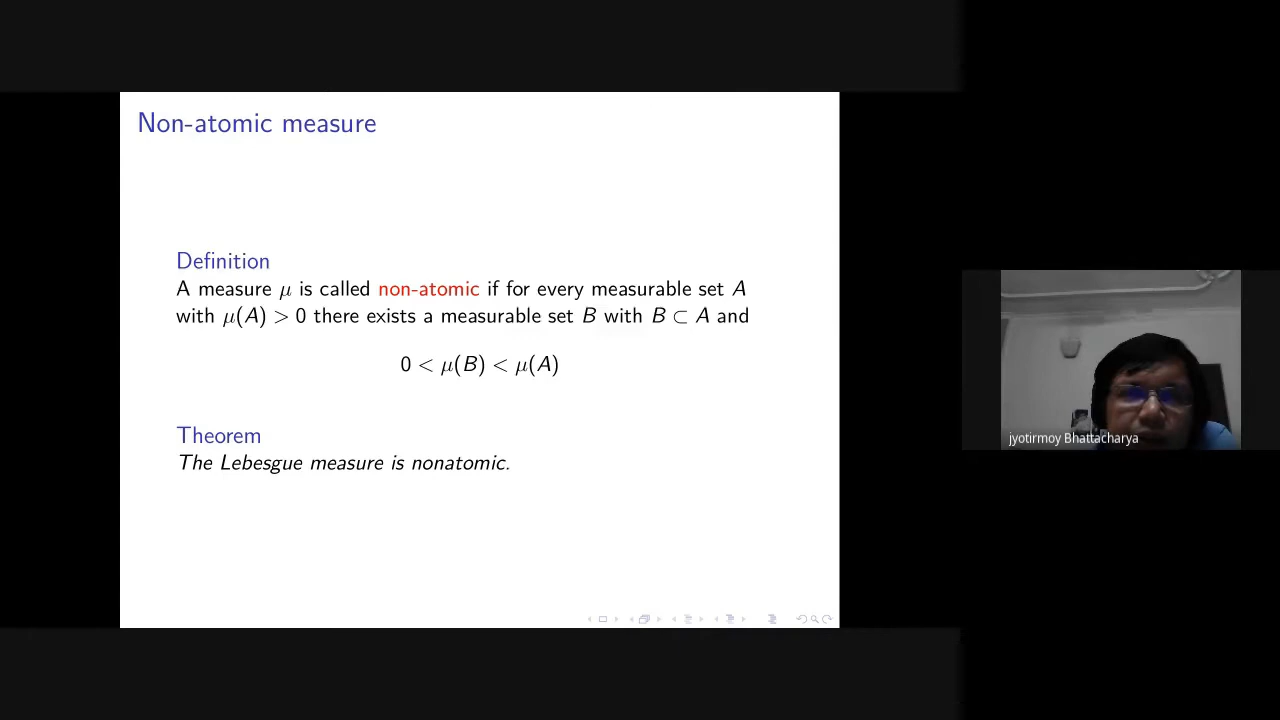 Non-atomic measure
Definition
A measure μ is called non-atomic if for every measurable set A
with μ(A) > 0 there exists a measurable set B with B ⊂ A and
0 < μ(B) < μ(A)
Theorem
The Lebesgue measure is nonatomic.
jyotirmoy Bhattacharya